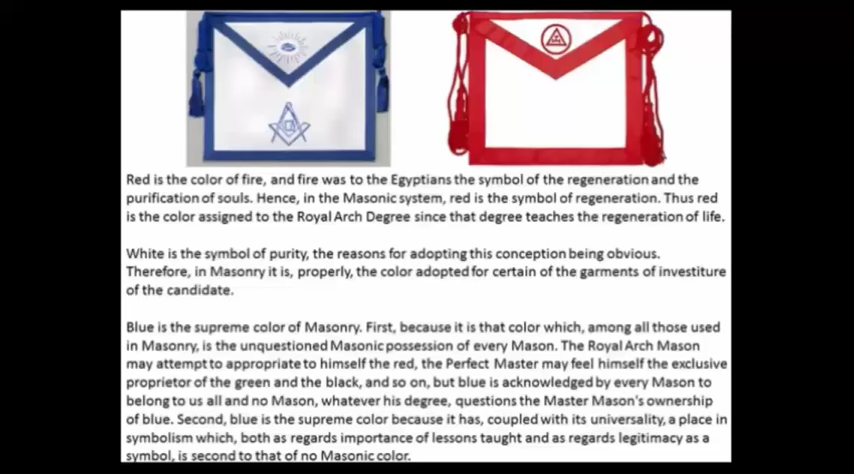 Red is the color of fire, and fire was to the Egyptians the symbol of the regeneration and the
purification of souls. Hence, in the Masonic system, red is the symbol of regeneration. Thus red
is the color assigned to the Royal Arch Degree since that degree teaches the regeneration of life.
White is the symbol of purity, the reasons for adopting this conception being obvious.
Therefore, in Masonry it is, properly, the color adopted for certain of the garments of investiture
of the candidate.
Blue is the supreme color of Masonry. First, because it is that color which, among all those used
in Masonry, is the unquestioned Masonic possession of every Mason. The Royal Arch Mason
may attempt to appropriate to himself the red, the Perfect Master may feel himself the exclusive
proprietor of the green and the black, and so on, but blue is acknowledged by every Mason to
belong to us all and no Mason, whatever his degree, questions the Master Mason's ownership
of blue. Second, blue is the supreme color because it has, coupled with its universality, a place in
symbolism which, both as regards importance of lessons taught and as regards legitimacy as a
symbol, is second to that of no Masonic color.